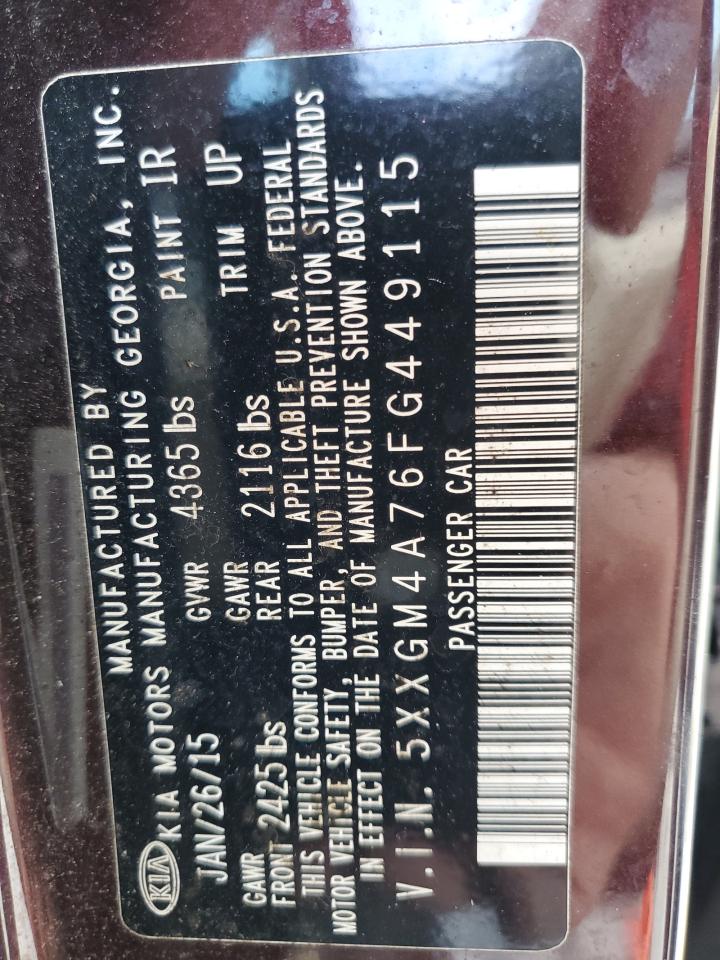 MANUFACTURED BY
KIA KIA MOTORS MANUFACTURING GEORGIA, INC.
JAN/26/15 GVWR 4365 lbs PAINT IR
GAWR GAWR
FRONT 2425 lbs REAR 2116 lbs TRIM UP
THIS VEHICLE CONFORMS TO ALL APPLICABLE U.S.A. FEDERAL
MOTOR VEHICLE SAFETY, BUMPER, AND THEFT PREVENTION STANDARDS
IN EFFECT ON THE DATE OF MANUFACTURE SHOWN ABOVE.
V.I.N. 5XXGM4A76FG449115
PASSENGER CAR